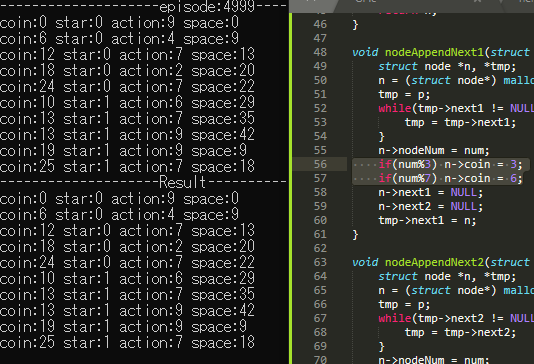 ----------------------episode:4999---
coin:0 star:0 action:9 space:0
coin:6 star:0 action:4 space:9
coin:12 star:0 action:7 space:13
coin:18 star:0 action:2 space:20
coin:24 star:0 action:7 space:22
coin:10 star:1 action:6 space:29
coin:13 star:1 action:7 space:35
coin:13 star:1 action:9 space:42
coin:19 star:1 action:9 space:9
coin:25 star:1 action:7 space:18
----------------------Result---------
coin:0 star:0 action:9 space:0
coin:6 star:0 action:4 space:9
coin:12 star:0 action:7 space:13
coin:18 star:0 action:2 space:20
coin:24 star:0 action:7 space:22
coin:10 star:1 action:6 space:29
coin:13 star:1 action:7 space:35
coin:13 star:1 action:9 space:42
coin:19 star:1 action:9 space:9
coin:25 star:1 action:7 space:18
46 }
47
48 void nodeAppendNext1(struct
49 struct node *n, *tmp;
50 n = (struct node*) mallo
51 tmp = p;
52 while(tmp->next1 != NULL
53 tmp = tmp->next1;
54 }
55 n->nodeNum = num;
56 if(num%3) n->coin = 3;
57 if(num%7) n->coin = 6;
58 n->next1 = NULL;
59 n->next2 = NULL;
60 tmp->next1 = n;
61 }
62
63 void nodeAppendNext2(struct
64 struct node *n, *tmp;
65 n = (struct node*) mallo
66 tmp = p;
67 while(tmp->next2 != NULL
68 tmp = tmp->next2;
69 }
70